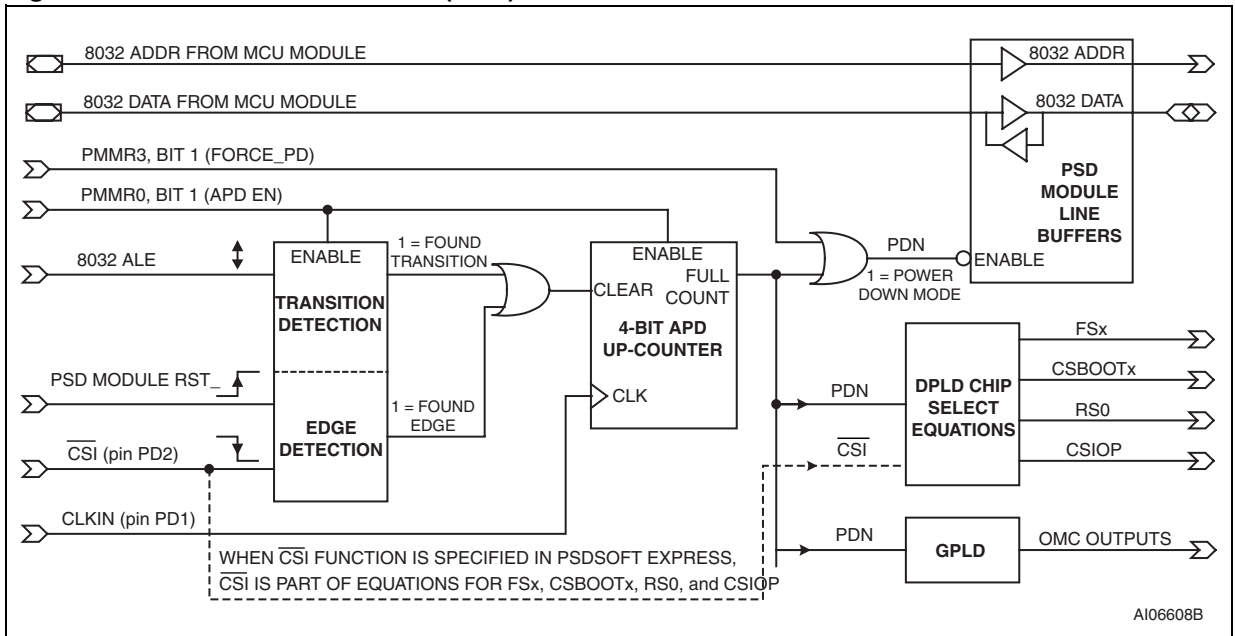 8032 ADDR FROM MCU MODULE
8032 ADDR
8032 DATA FROM MCU MODULE
8032 DATA
PMMR3, BIT 1 (FORCE_PD)
PSD
MODULE
LINE
BUFFERS
PMMR0, BIT 1 (APD EN)
8032 ALE
ENABLE
1 = FOUND
TRANSITION
TRANSITION
DETECTION
ENABLE
FULL
COUNT
CLEAR
4-BIT APD
UP-COUNTER
CLK
PDN
1 = POWER
DOWN MODE
ENABLE
PSD MODULE RST_
EDGE
DETECTION
1 = FOUND
EDGE
CSI (pin PD2)
PDN
CSI
DPLD CHIP
SELECT
EQUATIONS
FSx
CSBOOTx
RS0
CSIOP
CLKIN (pin PD1)
WHEN CSI FUNCTION IS SPECIFIED IN PSDSOFT EXPRESS,
CSI IS PART OF EQUATIONS FOR FSx, CSBOOTx, RS0, and CSIOP
PDN
GPLD
OMC OUTPUTS
AI06608B